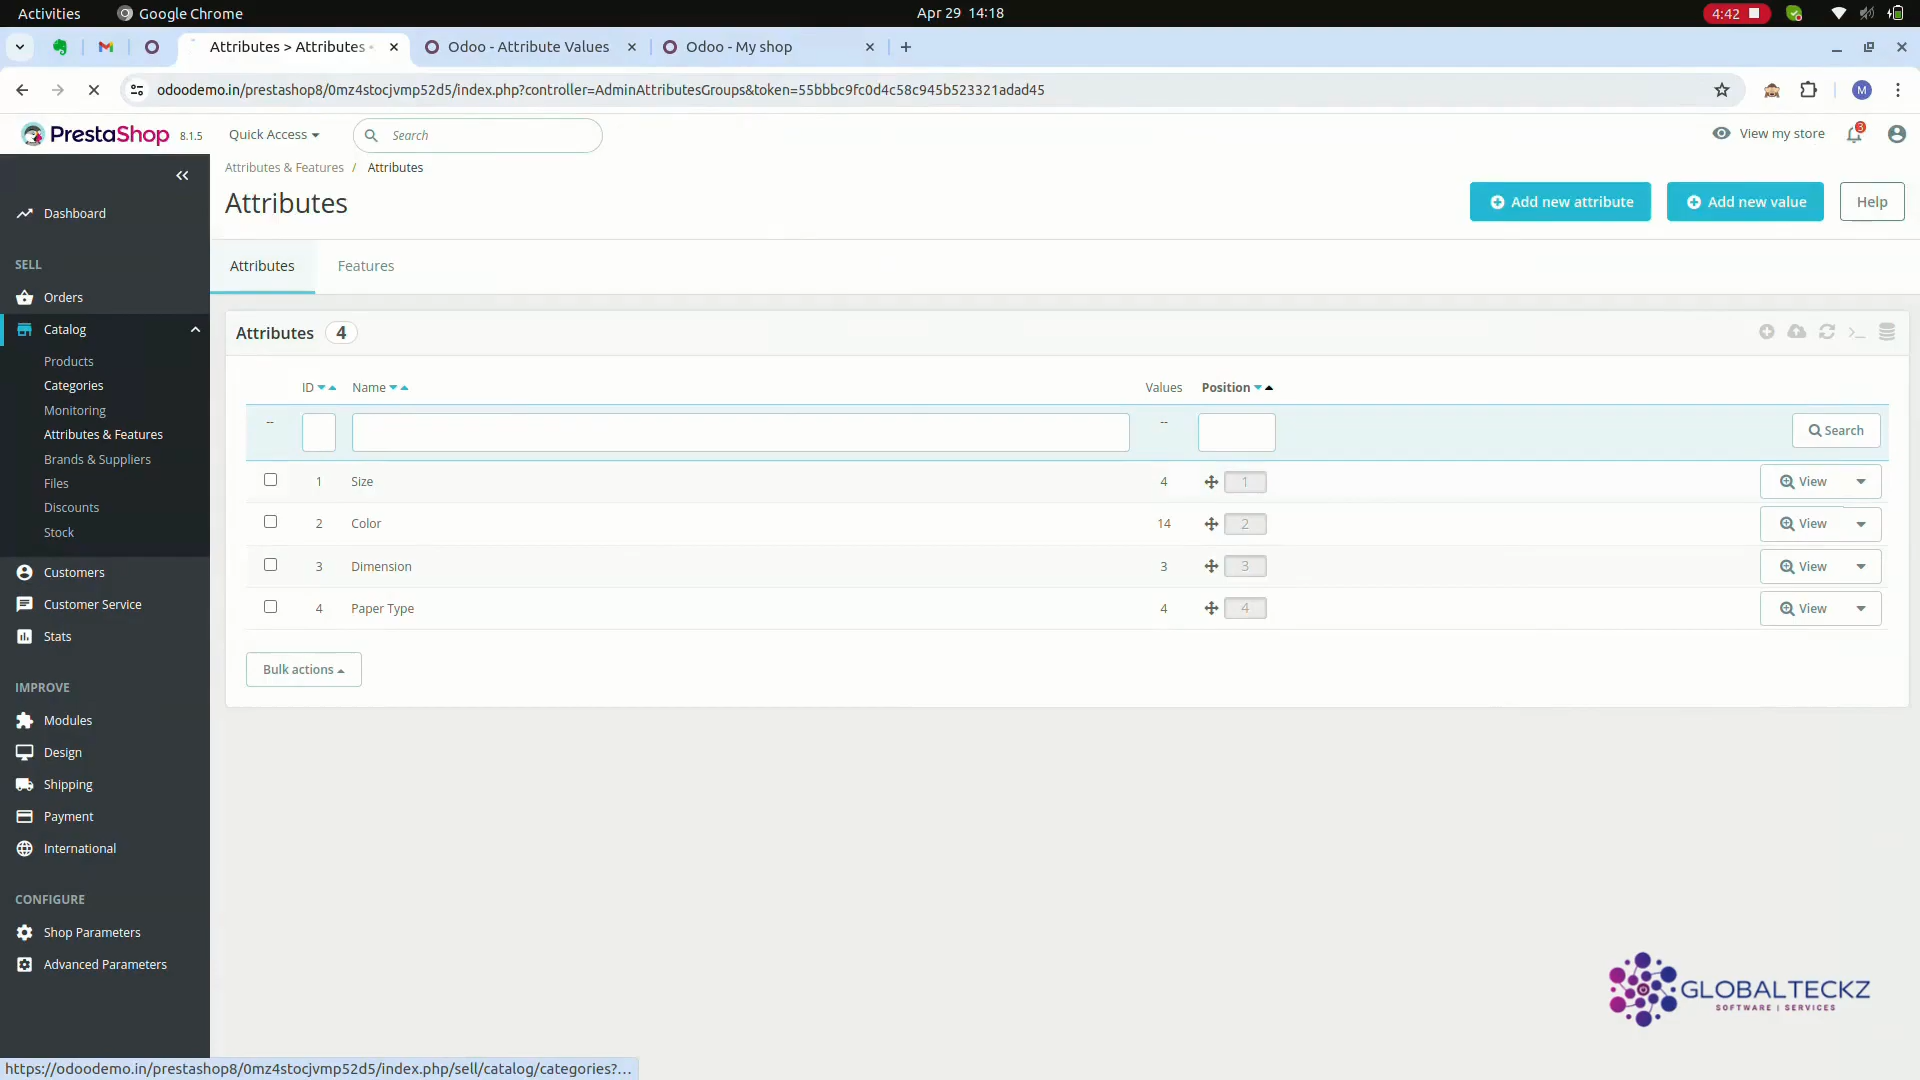 Activities
Google Chrome
Apr 29 14:18
4:42
Attributes > Attributes
Odoo - Attribute Values
Odoo - My shop
odoodemo.in/prestashop8/0mz4stocjvmp52d5/index.php?controller=AdminAttributesGroups&token=55bbbc9fc0d4c58c945b523321adad45
M
PrestaShop 8.1.5
Quick Access
Search
View my store
3
Attributes & Features / Attributes
Attributes
Add new attribute
Add new value
Help
Attributes
Features
Dashboard
SELL
Orders
Catalog
Products
Categories
Monitoring
Attributes & Features
Brands & Suppliers
Files
Discounts
Stock
Customers
Customer Service
Stats
IMPROVE
Modules
Design
Shipping
Payment
International
CONFIGURE
Shop Parameters
Advanced Parameters
Attributes 4
ID Name Values Position
-- -- Search
1 Size 4 1 View
2 Color 14 2 View
3 Dimension 3 3 View
4 Paper Type 4 4 View
Bulk actions
GLOBALTECKZ
SOFTWARE | SERVICES
https://odoodemo.in/prestashop8/0mz4stocjvmp52d5/index.php/sell/catalog/categories?...